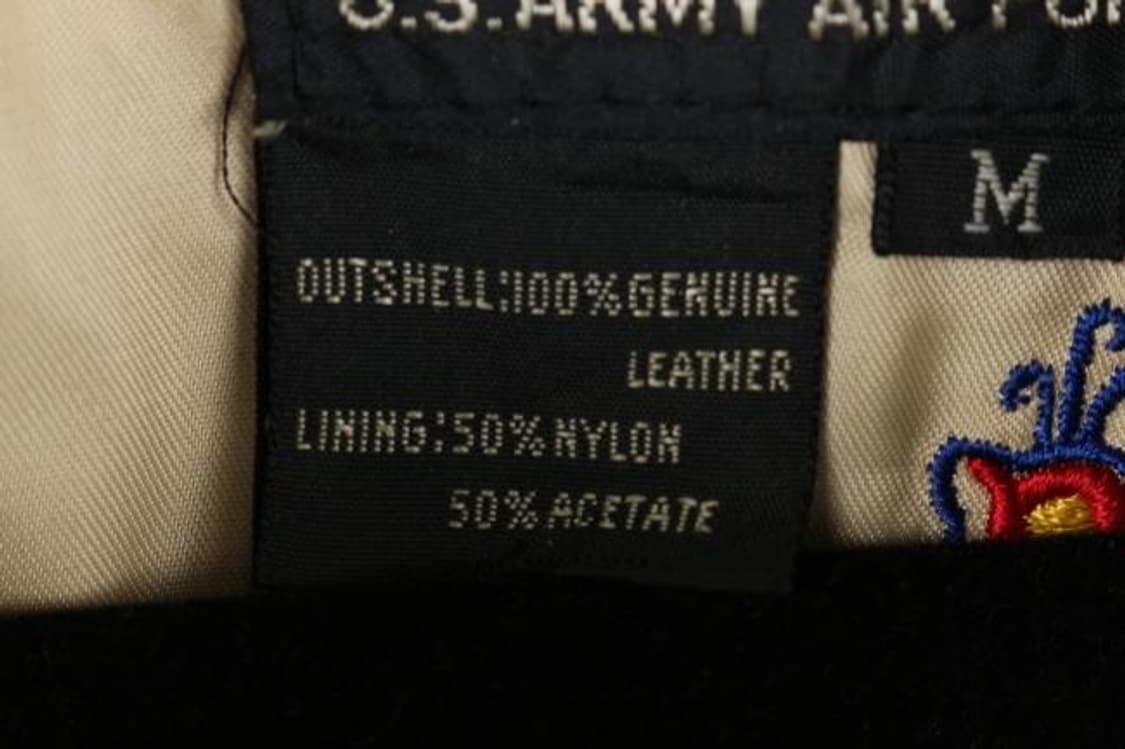 U.S. ARMY AIR
M
OUTSHELL:100%GENUINE
LEATHER
LINING:50%NYLON
50%ACETATE